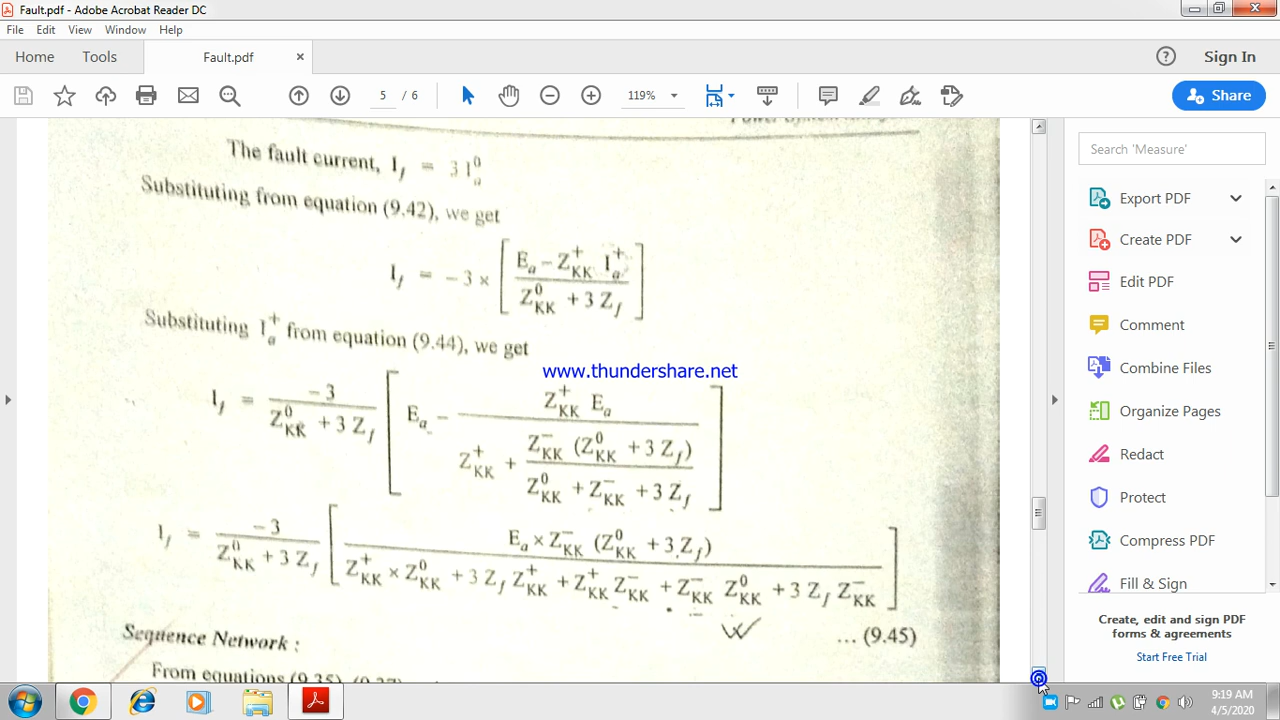 Fault.pdf - Adobe Acrobat Reader DC
File Edit View Window Help
Home Tools Fault.pdf × Sign In
5 / 6 119% Share
The fault current, I_f = 3 I_a^0
Substituting from equation (9.42), we get
I_f = – 3 × [ (E_a – Z_KK^+ I_a^+) / (Z_KK^0 + 3 Z_f) ]
Substituting I_a^+ from equation (9.44), we get
www.thundershare.net
I_f = –3 / (Z_KK^0 + 3 Z_f) [ E_a – Z_KK^+ E_a / ( Z_KK^+ + Z_KK^– (Z_KK^0 + 3 Z_f) / (Z_KK^0 + Z_KK^– + 3 Z_f) ) ]
I_f = –3 / (Z_KK^0 + 3 Z_f) [ E_a × Z_KK^– (Z_KK^0 + 3 Z_f) / ( Z_KK^+ × Z_KK^0 + 3 Z_f Z_KK^+ + Z_KK^+ Z_KK^– + Z_KK^– Z_KK^0 + 3 Z_f Z_KK^– ) ]
... (9.45)
Sequence Network :
From equations (9.35), (9.37)
Search 'Measure'
Export PDF
Create PDF
Edit PDF
Comment
Combine Files
Organize Pages
Redact
Protect
Compress PDF
Fill & Sign
Create, edit and sign PDF
forms & agreements
Start Free Trial
9:19 AM
4/5/2020